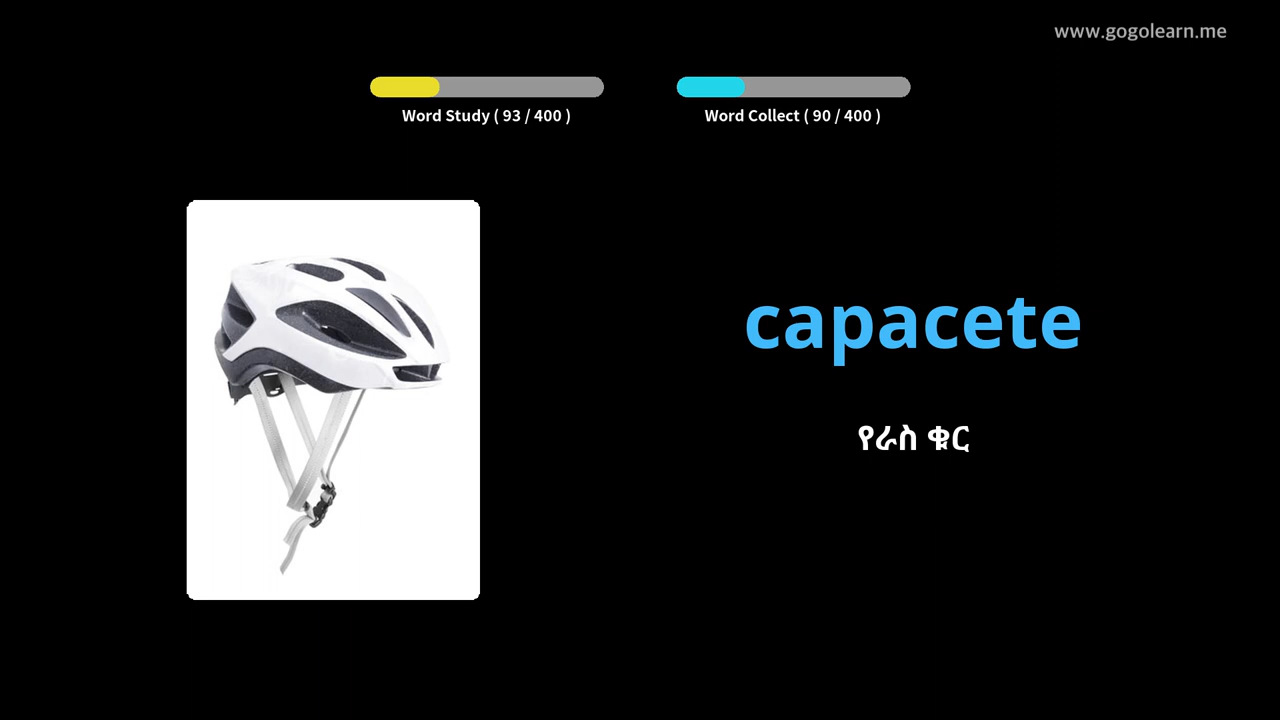 www.gogolearn.me
Word Study ( 93 / 400 )
Word Collect ( 90 / 400 )
capacete
የራስ ቁር